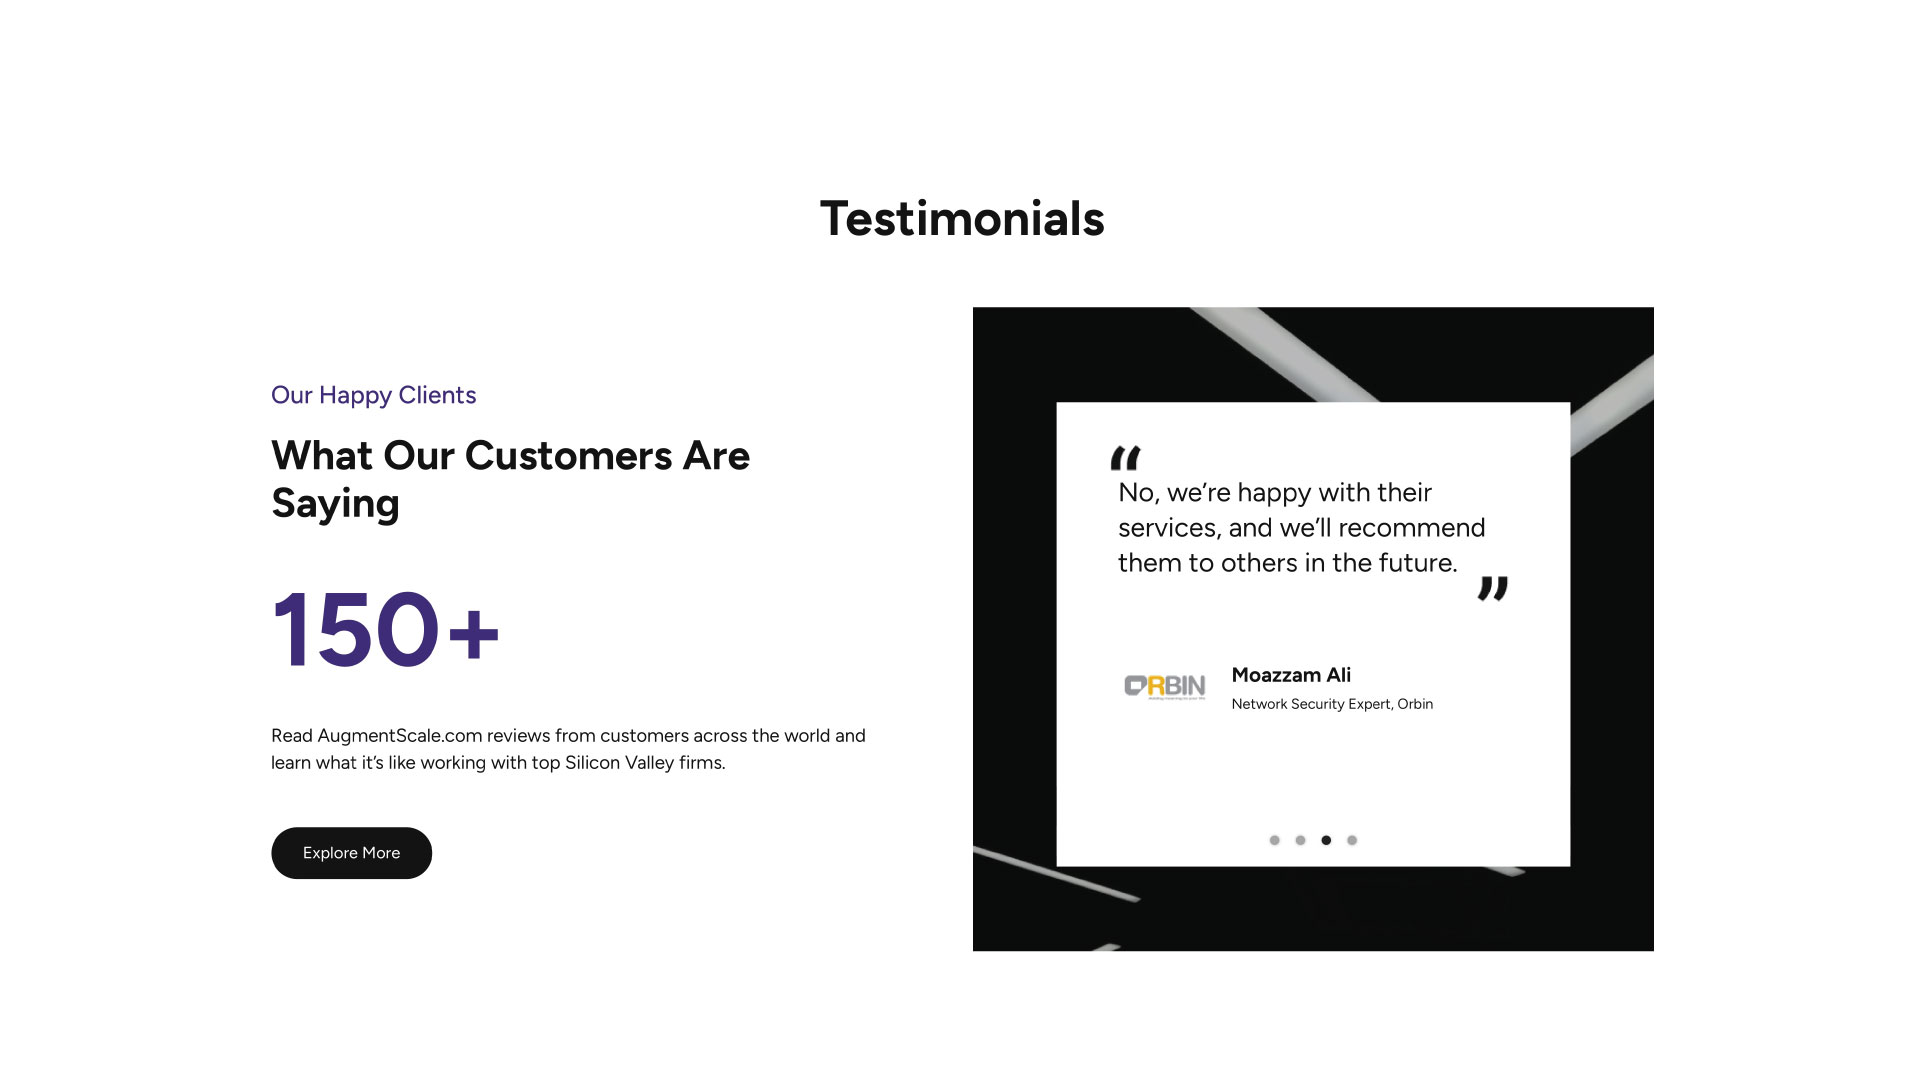 Testimonials
Our Happy Clients
What Our Customers Are
Saying
150+
Read AugmentScale.com reviews from customers across the world and
learn what it’s like working with top Silicon Valley firms.
Explore More
“
No, we’re happy with their
services, and we’ll recommend
them to others in the future.
”
ORBIN
Moazzam Ali
Network Security Expert, Orbin